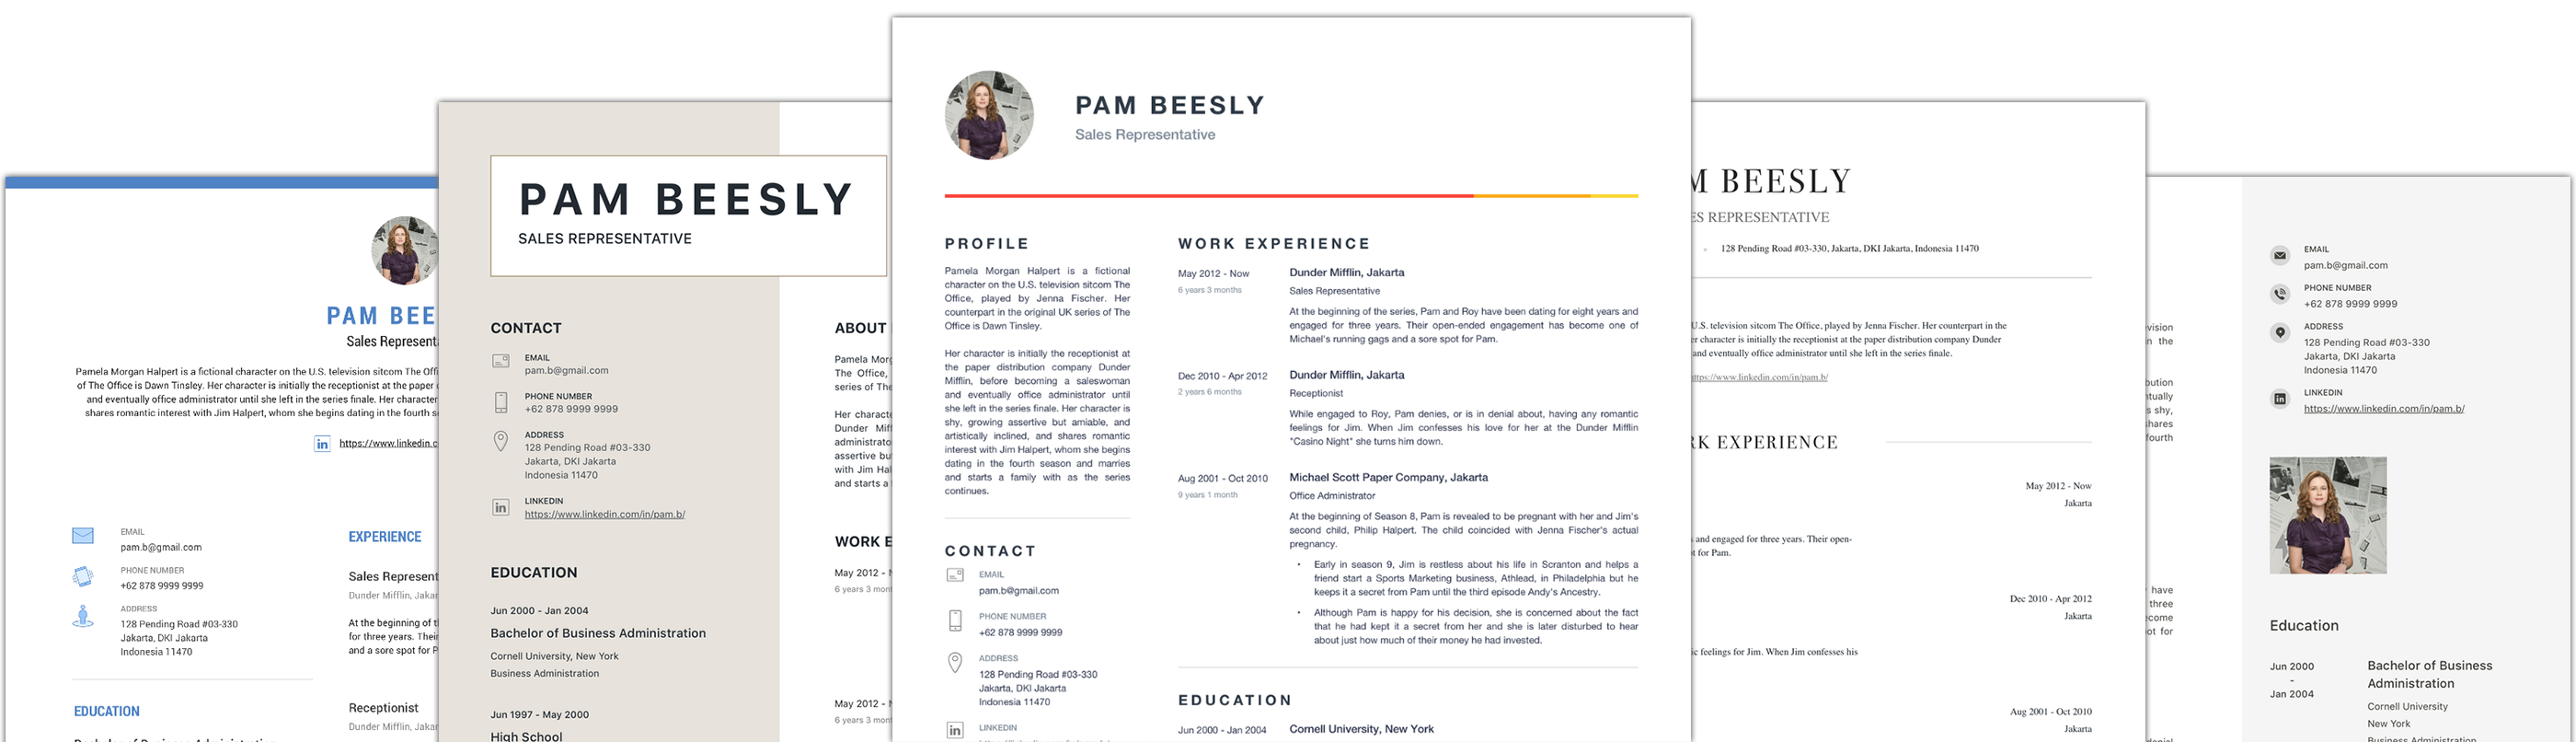 PAM BEE
Sales Represent
Pamela Morgan Halpert is a fictional character on the U.S. television sitcom The Offi
of The Office is Dawn Tinsley. Her character is initially the receptionist at the paper
and eventually office administrator until she left in the series finale. Her character
shares romantic interest with Jim Halpert, whom she begins dating in the fourth s
in
https://www.linkedin.c
EMAIL
pam.b@gmail.com
PHONE NUMBER
+62 878 9999 9999
ADDRESS
128 Pending Road #03-330
Jakarta, DKI Jakarta
Indonesia 11470
EDUCATION
EXPERIENCE
Sales Represent
Dunder Mifflin, Jakar
At the beginning of t
for three years. Their
and a sore spot for P
Receptionist
Dunder Mifflin, Jakar
PAM BEESLY
SALES REPRESENTATIVE
CONTACT
EMAIL
pam.b@gmail.com
PHONE NUMBER
+62 878 9999 9999
ADDRESS
128 Pending Road #03-330
Jakarta, DKI Jakarta
Indonesia 11470
in
LINKEDIN
https://www.linkedin.com/in/pam.b/
EDUCATION
Jun 2000 - Jan 2004
Bachelor of Business Administration
Cornell University, New York
Business Administration
Jun 1997 - May 2000
High School
ABOUT
Pamela Morg
The Office,
series of The
Her characte
Dunder Miff
administrato
assertive but
with Jim Hal
and starts a f
WORK E
May 2012 - N
6 years 3 mont
May 2012 - N
6 years 3 mont
PAM BEESLY
Sales Representative
PROFILE
Pamela Morgan Halpert is a fictional
character on the U.S. television sitcom The
Office, played by Jenna Fischer. Her
counterpart in the original UK series of The
Office is Dawn Tinsley.
Her character is initially the receptionist at
the paper distribution company Dunder
Mifflin, before becoming a saleswoman
and eventually office administrator until
she left in the series finale. Her character is
shy, growing assertive but amiable, and
artistically inclined, and shares romantic
interest with Jim Halpert, whom she begins
dating in the fourth season and marries
and starts a family with as the series
continues.
CONTACT
EMAIL
pam.b@gmail.com
PHONE NUMBER
+62 878 9999 9999
ADDRESS
128 Pending Road #03-330
Jakarta, DKI Jakarta
Indonesia 11470
in
LINKEDIN
WORK EXPERIENCE
May 2012 - Now
6 years 3 months
Dunder Mifflin, Jakarta
Sales Representative
At the beginning of the series, Pam and Roy have been dating for eight years and
engaged for three years. Their open-ended engagement has become one of
Michael's running gags and a sore spot for Pam.
Dec 2010 - Apr 2012
2 years 6 months
Dunder Mifflin, Jakarta
Receptionist
While engaged to Roy, Pam denies, or is in denial about, having any romantic
feelings for Jim. When Jim confesses his love for her at the Dunder Mifflin
"Casino Night" she turns him down.
Aug 2001 - Oct 2010
9 years 1 month
Michael Scott Paper Company, Jakarta
Office Administrator
At the beginning of Season 8, Pam is revealed to be pregnant with her and Jim's
second child, Philip Halpert. The child coincided with Jenna Fischer's actual
pregnancy.
• Early in season 9, Jim is restless about his life in Scranton and helps a
friend start a Sports Marketing business, Athlead, in Philadelphia but he
keeps it a secret from Pam until the third episode Andy's Ancestry.
• Although Pam is happy for his decision, she is concerned about the fact
that he had kept it a secret from her and she is later disturbed to hear
about just how much of their money he had invested.
EDUCATION
Jun 2000 - Jan 2004
Cornell University, New York
M BEESLY
ES REPRESENTATIVE
128 Pending Road #03-330, Jakarta, DKI Jakarta, Indonesia 11470
U.S. television sitcom The Office, played by Jenna Fischer. Her counterpart in the
er character is initially the receptionist at the paper distribution company Dunder
and eventually office administrator until she left in the series finale.
ttps://www.linkedin.com/in/pam.b/
RK EXPERIENCE
May 2012 - Now
Jakarta
s and engaged for three years. Their open-
t for Pam.
Dec 2010 - Apr 2012
Jakarta
ic feelings for Jim. When Jim confesses his
Aug 2001 - Oct 2010
Jakarta
evision
in the
bution
ntually
s shy,
shares
fourth
have
three
ecome
ot for
EMAIL
pam.b@gmail.com
PHONE NUMBER
+62 878 9999 9999
ADDRESS
128 Pending Road #03-330
Jakarta, DKI Jakarta
Indonesia 11470
in
LINKEDIN
https://www.linkedin.com/in/pam.b/
Education
Jun 2000
-
Jan 2004
Bachelor of Business
Administration
Cornell University
New York